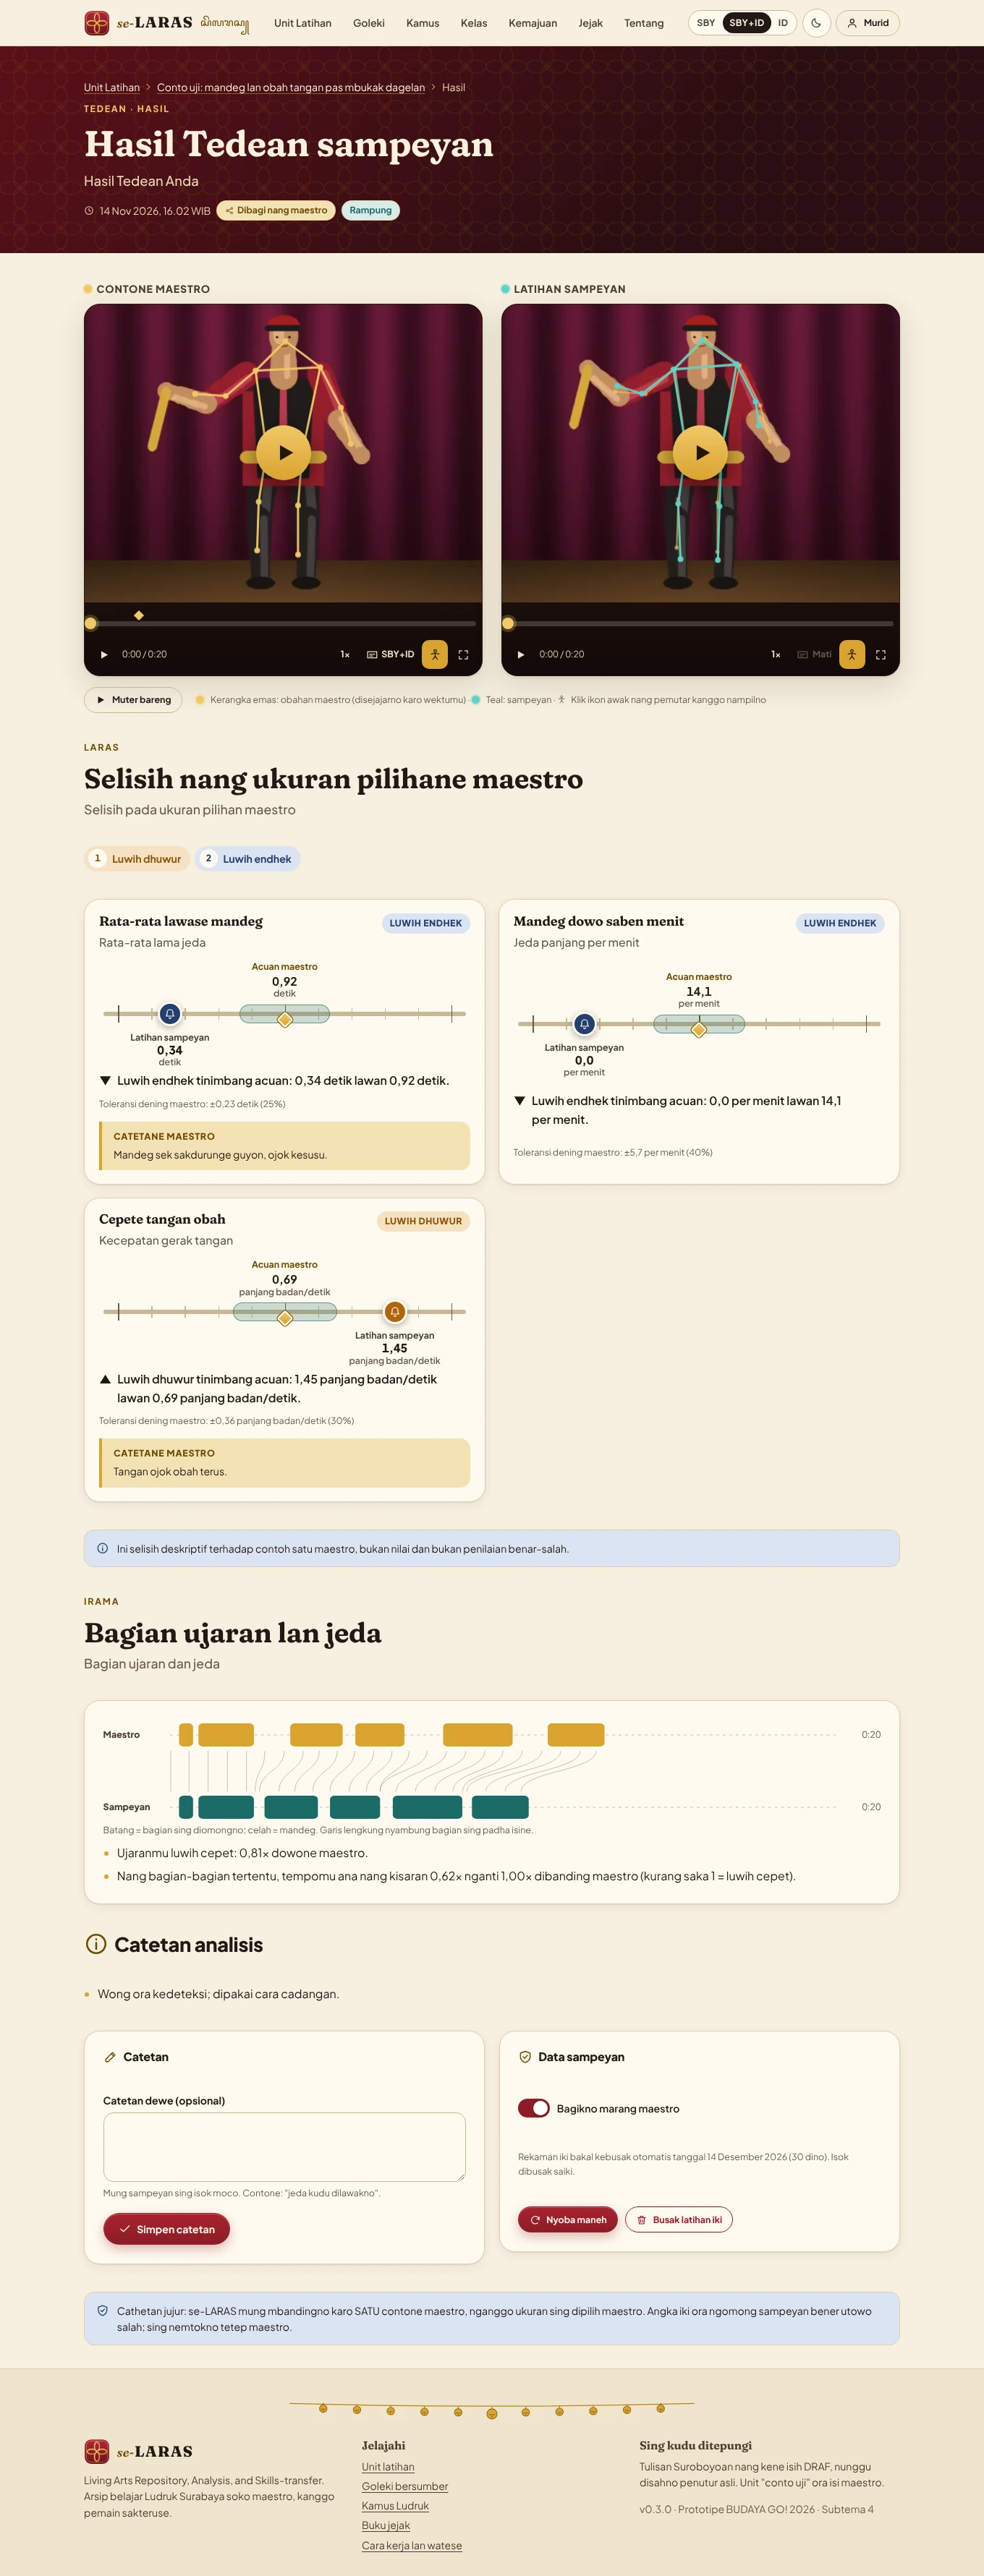 se-LARAS
Unit Latihan
Goleki
Kamus
Kelas
Kemajuan
Jejak
Tentang
SBY
SBY+ID
ID
Murid
Unit Latihan › Conto uji: mandeg lan obah tangan pas mbukak dagelan › Hasil
TEDEAN · HASIL
Hasil Tedean sampeyan
Hasil Tedean Anda
14 Nov 2026, 16.02 WIB
Dibagi nang maestro
Rampung
CONTONE MAESTRO
LATIHAN SAMPEYAN
0:00 / 0:20
1×
SBY+ID
0:00 / 0:20
1×
Mati
Muter bareng
Kerangka emas: obahan maestro (disejajarno karo wektumu) ·
Teal: sampeyan ·
Klik ikon awak nang pemutar kanggo nampilno
LARAS
Selisih nang ukuran pilihane maestro
Selisih pada ukuran pilihan maestro
1 Luwih dhuwur
2 Luwih endhek
Rata-rata lawase mandeg
LUWIH ENDHEK
Rata-rata lama jeda
Acuan maestro
0,92
detik
Latihan sampeyan
0,34
detik
▼ Luwih endhek tinimbang acuan: 0,34 detik lawan 0,92 detik.
Toleransi dening maestro: ±0,23 detik (25%)
CATETANE MAESTRO
Mandeg sek sakdurunge guyon, ojok kesusu.
Mandeg dowo saben menit
LUWIH ENDHEK
Jeda panjang per menit
Acuan maestro
14,1
per menit
Latihan sampeyan
0,0
per menit
▼ Luwih endhek tinimbang acuan: 0,0 per menit lawan 14,1
per menit.
Toleransi dening maestro: ±5,7 per menit (40%)
Cepete tangan obah
LUWIH DHUWUR
Kecepatan gerak tangan
Acuan maestro
0,69
panjang badan/detik
Latihan sampeyan
1,45
panjang badan/detik
▲ Luwih dhuwur tinimbang acuan: 1,45 panjang badan/detik
lawan 0,69 panjang badan/detik.
Toleransi dening maestro: ±0,36 panjang badan/detik (30%)
CATETANE MAESTRO
Tangan ojok obah terus.
Ini selisih deskriptif terhadap contoh satu maestro, bukan nilai dan bukan penilaian benar-salah.
IRAMA
Bagian ujaran lan jeda
Bagian ujaran dan jeda
Maestro
0:20
Sampeyan
0:20
Batang = bagian sing diomongno; celah = mandeg. Garis lengkung nyambung bagian sing padha isine.
Ujaranmu luwih cepet: 0,81× dowone maestro.
Nang bagian-bagian tertentu, tempomu ana nang kisaran 0,62× nganti 1,00× dibanding maestro (kurang saka 1 = luwih cepet).
Catetan analisis
Wong ora kedeteksi; dipakai cara cadangan.
Catetan
Catetan dewe (opsional)
Mung sampeyan sing isok moco. Contone: "jeda kudu dilawakno".
Simpen catetan
Data sampeyan
Bagikno marang maestro
Rekaman iki bakal kebusak otomatis tanggal 14 Desember 2026 (30 dino). Isok
dibusak saiki.
Nyoba maneh
Busak latihan iki
Cathetan jujur: se-LARAS mung mbandingno karo SATU contone maestro, nganggo ukuran sing dipilih maestro. Angka iki ora ngomong sampeyan bener utowo
salah; sing nemtokno tetep maestro.
se-LARAS
Living Arts Repository, Analysis, and Skills-transfer.
Arsip belajar Ludruk Surabaya soko maestro, kanggo
pemain sakteruse.
Jelajahi
Unit latihan
Goleki bersumber
Kamus Ludruk
Buku jejak
Cara kerja lan watese
Sing kudu ditepungi
Tulisan Suroboyoan nang kene isih DRAF, nunggu
disahno penutur asli. Unit "conto uji" ora isi maestro.
v0.3.0 · Prototipe BUDAYA GO! 2026 · Subtema 4